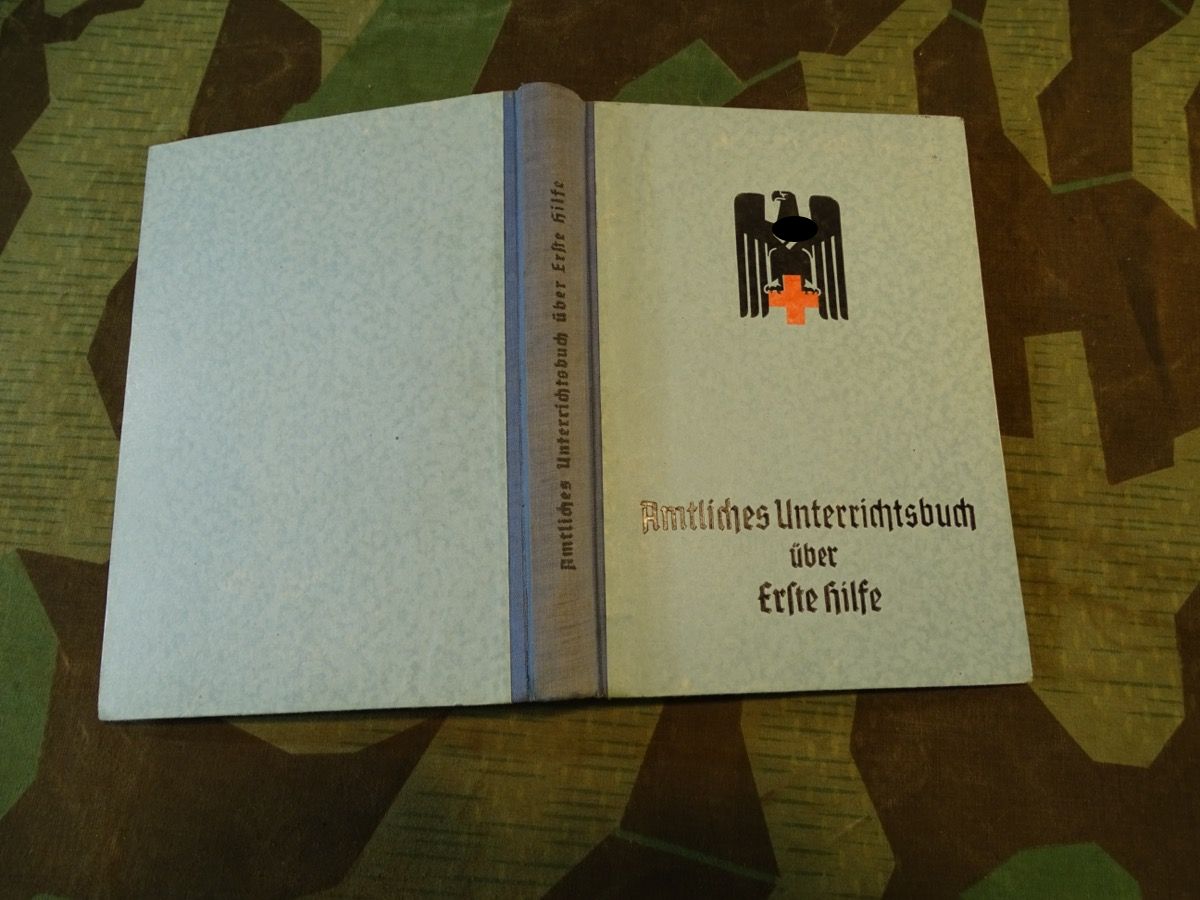 Amtliches Unterrichtsbuch über Erste Hilfe
Amtliches Unterrichtsbuch
über
Erste Hilfe